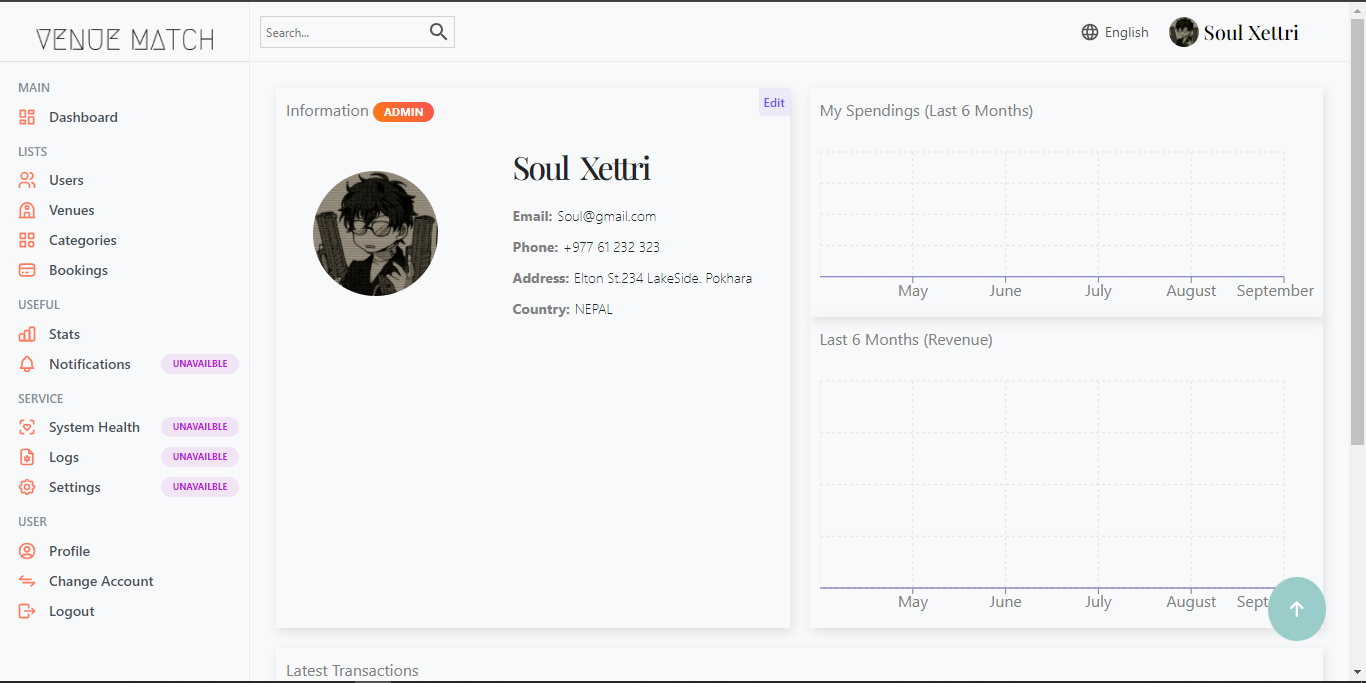 VENUE MATCH
Search...
English
Soul Xettri
MAIN
Dashboard
LISTS
Users
Venues
Categories
Bookings
USEFUL
Stats
Notifications UNAVAILBLE
SERVICE
System Health UNAVAILBLE
Logs UNAVAILBLE
Settings UNAVAILBLE
USER
Profile
Change Account
Logout
Information ADMIN
Edit
Soul Xettri
Email: Soul@gmail.com
Phone: +977 61 232 323
Address: Elton St.234 LakeSide. Pokhara
Country: NEPAL
My Spendings (Last 6 Months)
May June July August September
Last 6 Months (Revenue)
May June July August Sept
Latest Transactions